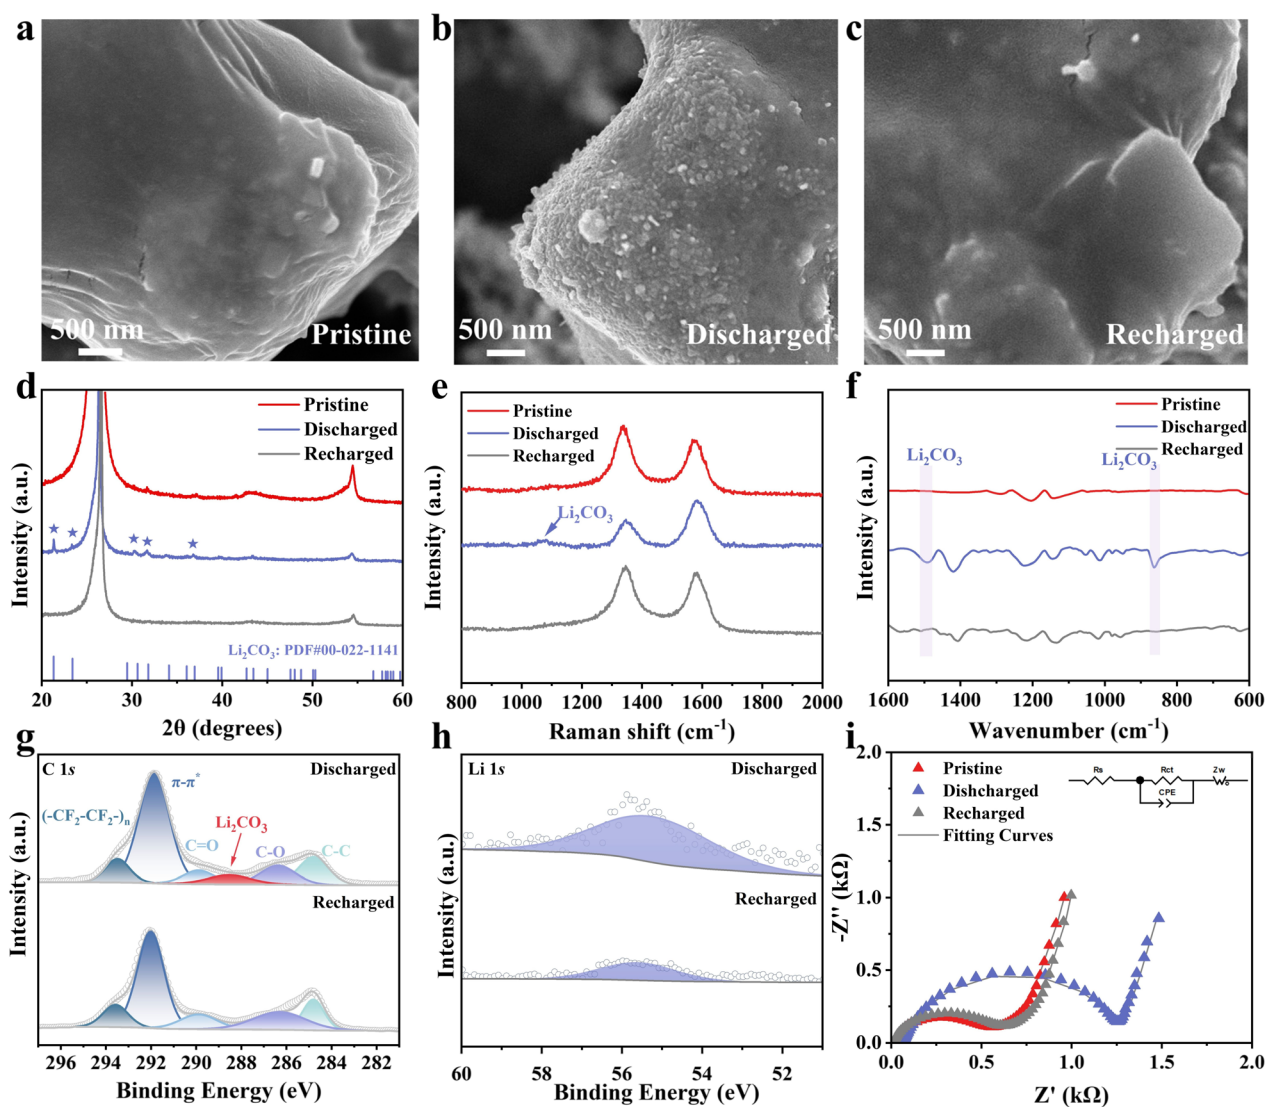 a
500 nm
Pristine
b
500 nm
Discharged
c
500 nm
Recharged
d
Pristine
Discharged
Recharged
★ ★ ★ ★ ★
Li₂CO₃: PDF#00-022-1141
20 30 40 50 60
2θ (degrees)
Intensity (a.u.)
e
Pristine
Discharged
Recharged
Li₂CO₃
800 1000 1200 1400 1600 1800 2000
Raman shift (cm⁻¹)
Intensity (a.u.)
f
Pristine
Discharged
Recharged
Li₂CO₃
Li₂CO₃
1600 1400 1200 1000 800 600
Wavenumber (cm⁻¹)
Intensity (a.u.)
g
C 1s
Discharged
π-π*
(-CF₂-CF₂-)ₙ
Li₂CO₃
C=O
C-O
C-C
Recharged
296 294 292 290 288 286 284 282
Binding Energy (eV)
Intensity (a.u.)
h
Li 1s
Discharged
Recharged
60 58 56 54 52
Binding Energy (eV)
Intensity (a.u.)
i
Pristine
Dishcharged
Recharged
Fitting Curves
Rs
Rct
Zw
CPE
2.0
1.5
1.0
0.5
0.0
0.0 0.5 1.0 1.5 2.0
Z' (kΩ)
-Z'' (kΩ)